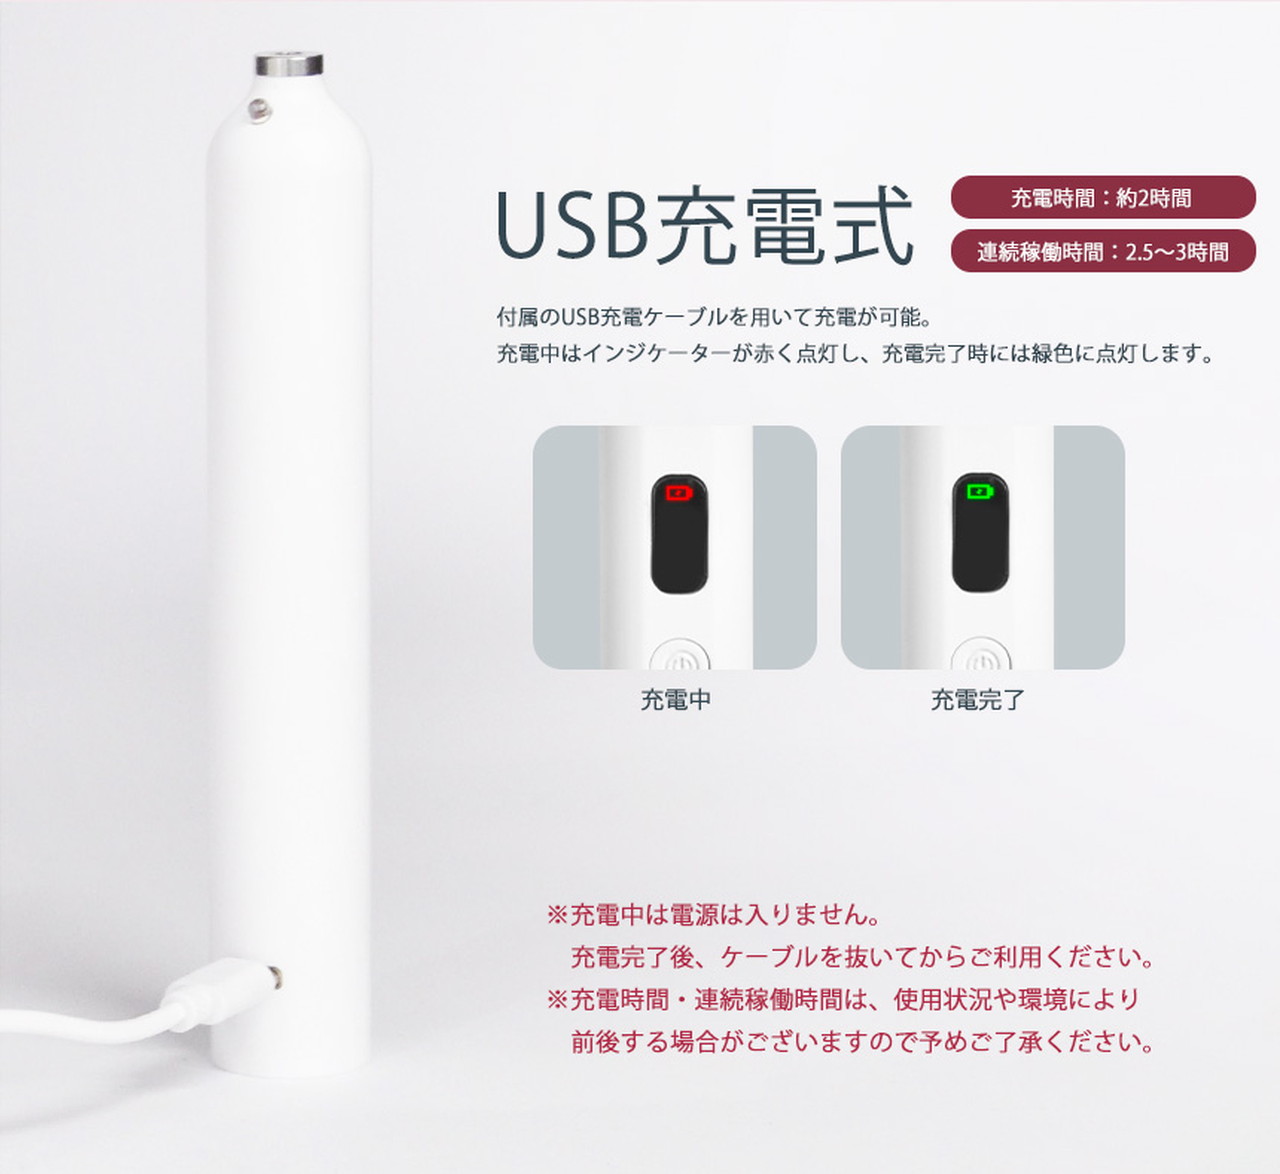 USB充電式
充電時間：約2時間
連続稼働時間：2.5～3時間
付属のUSB充電ケーブルを用いて充電が可能。
充電中はインジケーターが赤く点灯し、充電完了時には緑色に点灯します。
充電中
充電完了
※充電中は電源は入りません。
充電完了後、ケーブルを抜いてからご利用ください。
※充電時間・連続稼働時間は、使用状況や環境により
前後する場合がございますので予めご了承ください。